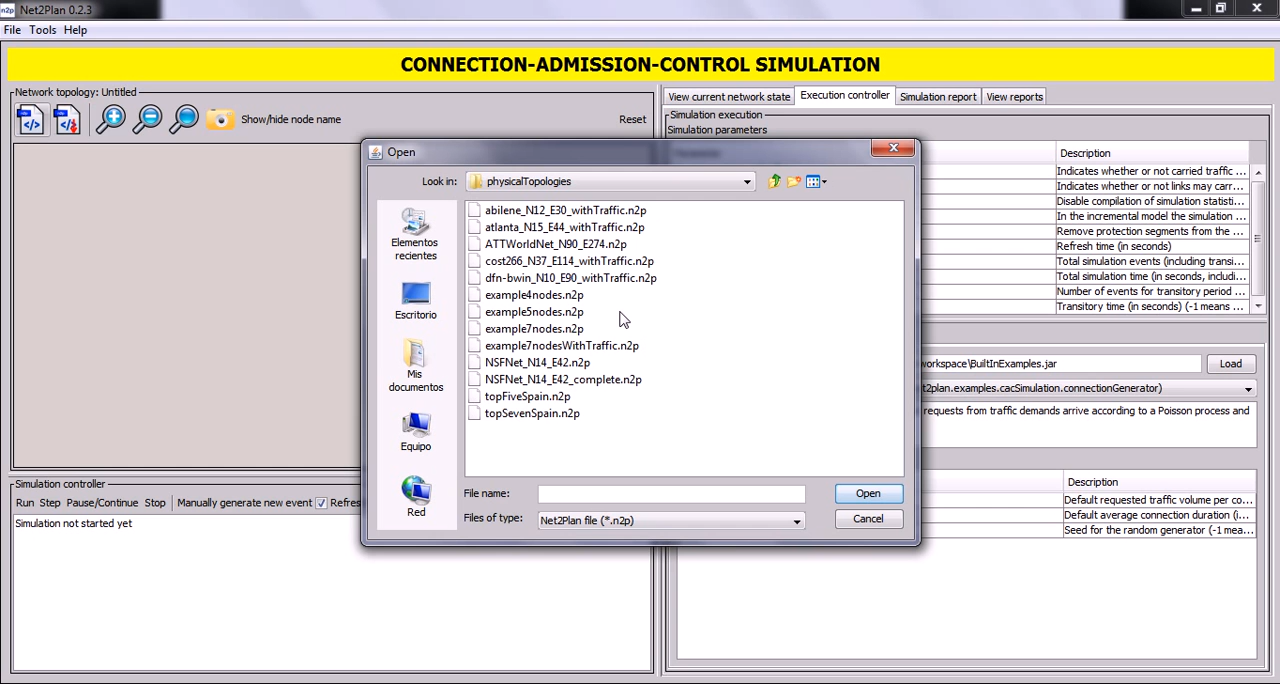 n2p Net2Plan 0.2.3
File Tools Help
CONNECTION-ADMISSION-CONTROL SIMULATION
Network topology: Untitled
Show/hide node name
Reset
View current network state
Execution controller
Simulation report
View reports
Simulation execution
Simulation parameters
Description
Indicates whether or not carried traffic ...
Indicates whether or not links may carr...
Disable compilation of simulation statisti...
In the incremental model the simulation ...
Remove protection segments from the ...
Refresh time (in seconds)
Total simulation events (including transi...
Total simulation time (in seconds, includi...
Number of events for transitory period ...
Transitory time (in seconds) (-1 means ...
Open
Look in:
physicalTopologies
Elementos recientes
Escritorio
Mis documentos
Equipo
Red
abilene_N12_E30_withTraffic.n2p
atlanta_N15_E44_withTraffic.n2p
ATTWorldNet_N90_E274.n2p
cost266_N37_E114_withTraffic.n2p
dfn-bwin_N10_E90_withTraffic.n2p
example4nodes.n2p
example5nodes.n2p
example7nodes.n2p
example7nodesWithTraffic.n2p
NSFNet_N14_E42.n2p
NSFNet_N14_E42_complete.n2p
topFiveSpain.n2p
topSevenSpain.n2p
File name:
Open
Files of type:
Net2Plan file (*.n2p)
Cancel
workspace\BuiltInExamples.jar
Load
t2plan.examples.cacSimulation.connectionGenerator)
requests from traffic demands arrive according to a Poisson process and
Description
Default requested traffic volume per co...
Default average connection duration (i...
Seed for the random generator (-1 mea...
Simulation controller
Run Step Pause/Continue Stop Manually generate new event Refres
Simulation not started yet